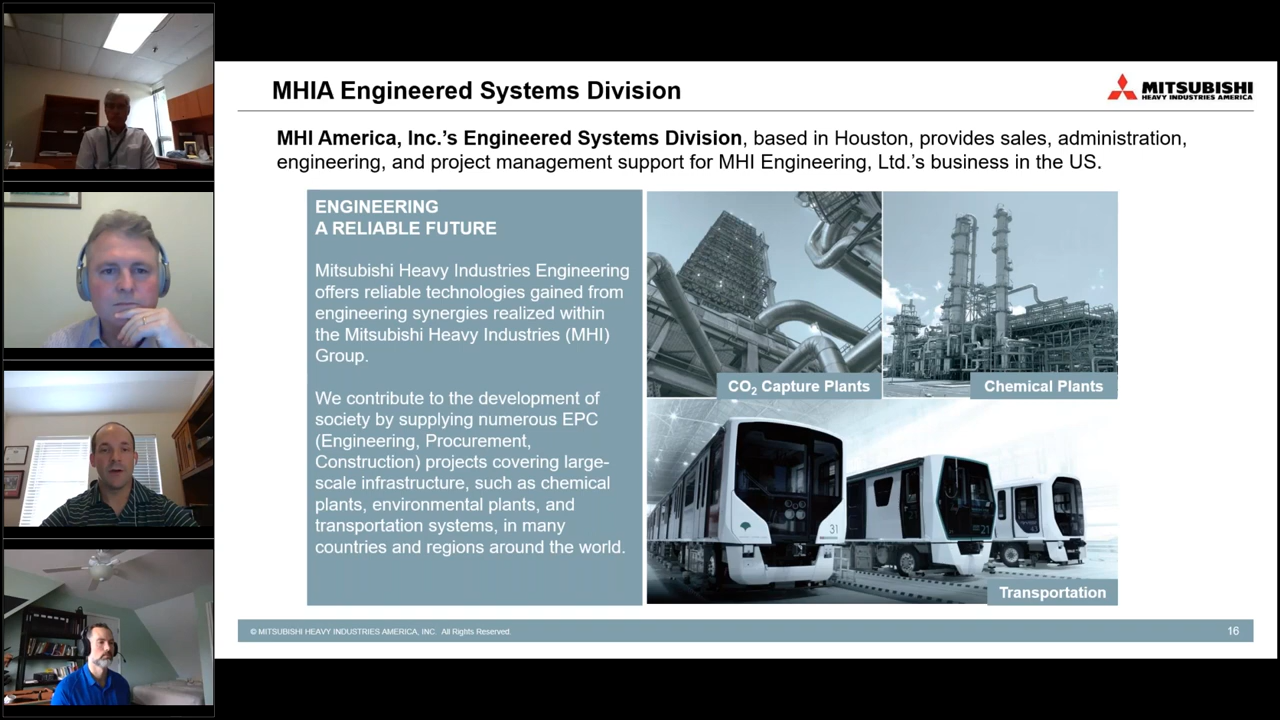 MHIA Engineered Systems Division
MITSUBISHI
HEAVY INDUSTRIES AMERICA
MHI America, Inc.’s Engineered Systems Division, based in Houston, provides sales, administration,
engineering, and project management support for MHI Engineering, Ltd.’s business in the US.
ENGINEERING
A RELIABLE FUTURE
Mitsubishi Heavy Industries Engineering
offers reliable technologies gained from
engineering synergies realized within
the Mitsubishi Heavy Industries (MHI)
Group.
We contribute to the development of
society by supplying numerous EPC
(Engineering, Procurement,
Construction) projects covering large-
scale infrastructure, such as chemical
plants, environmental plants, and
transportation systems, in many
countries and regions around the world.
CO₂ Capture Plants
Chemical Plants
31
21
Transportation
© MITSUBISHI HEAVY INDUSTRIES AMERICA, INC. All Rights Reserved.
16